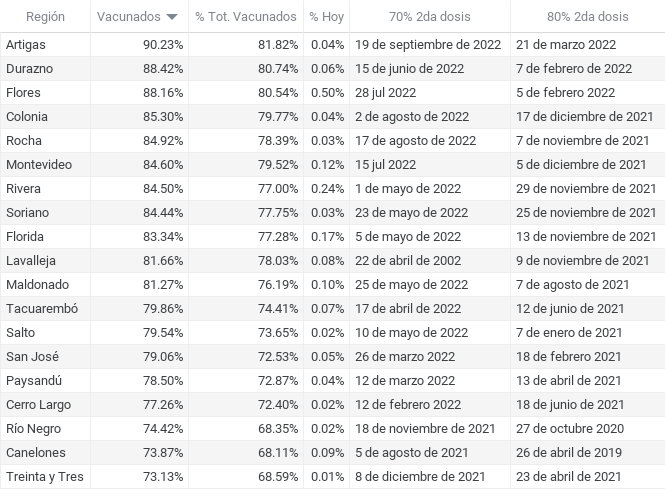 Región Vacunados % Tot. Vacunados % Hoy 70% 2da dosis 80% 2da dosis
Artigas 90.23% 81.82% 0.04% 19 de septiembre de 2022 21 de marzo 2022
Durazno 88.42% 80.74% 0.06% 15 de junio de 2022 7 de febrero de 2022
Flores 88.16% 80.54% 0.50% 28 jul 2022 5 de febrero 2022
Colonia 85.30% 79.77% 0.04% 2 de agosto de 2022 17 de diciembre de 2021
Rocha 84.92% 78.39% 0.03% 17 de agosto de 2022 7 de noviembre de 2021
Montevideo 84.60% 79.52% 0.12% 15 jul 2022 5 de diciembre de 2021
Rivera 84.50% 77.00% 0.24% 1 de mayo de 2022 29 de noviembre de 2021
Soriano 84.44% 77.75% 0.03% 23 de mayo de 2022 25 de noviembre de 2021
Florida 83.34% 77.28% 0.17% 5 de mayo de 2022 13 de noviembre de 2021
Lavalleja 81.66% 78.03% 0.08% 22 de abril de 2002 9 de noviembre de 2021
Maldonado 81.27% 76.19% 0.10% 25 de mayo de 2022 7 de agosto de 2021
Tacuarembó 79.86% 74.41% 0.07% 17 de abril de 2022 12 de junio de 2021
Salto 79.54% 73.65% 0.02% 10 de mayo de 2022 7 de enero de 2021
San José 79.06% 72.53% 0.05% 26 de marzo 2022 18 de febrero 2021
Paysandú 78.50% 72.87% 0.04% 12 de marzo 2022 13 de abril de 2021
Cerro Largo 77.26% 72.40% 0.02% 12 de febrero 2022 18 de junio de 2021
Río Negro 74.42% 68.35% 0.02% 18 de noviembre de 2021 27 de octubre 2020
Canelones 73.87% 68.11% 0.09% 5 de agosto de 2021 26 de abril de 2019
Treinta y Tres 73.13% 68.59% 0.01% 8 de diciembre de 2021 23 de abril de 2021